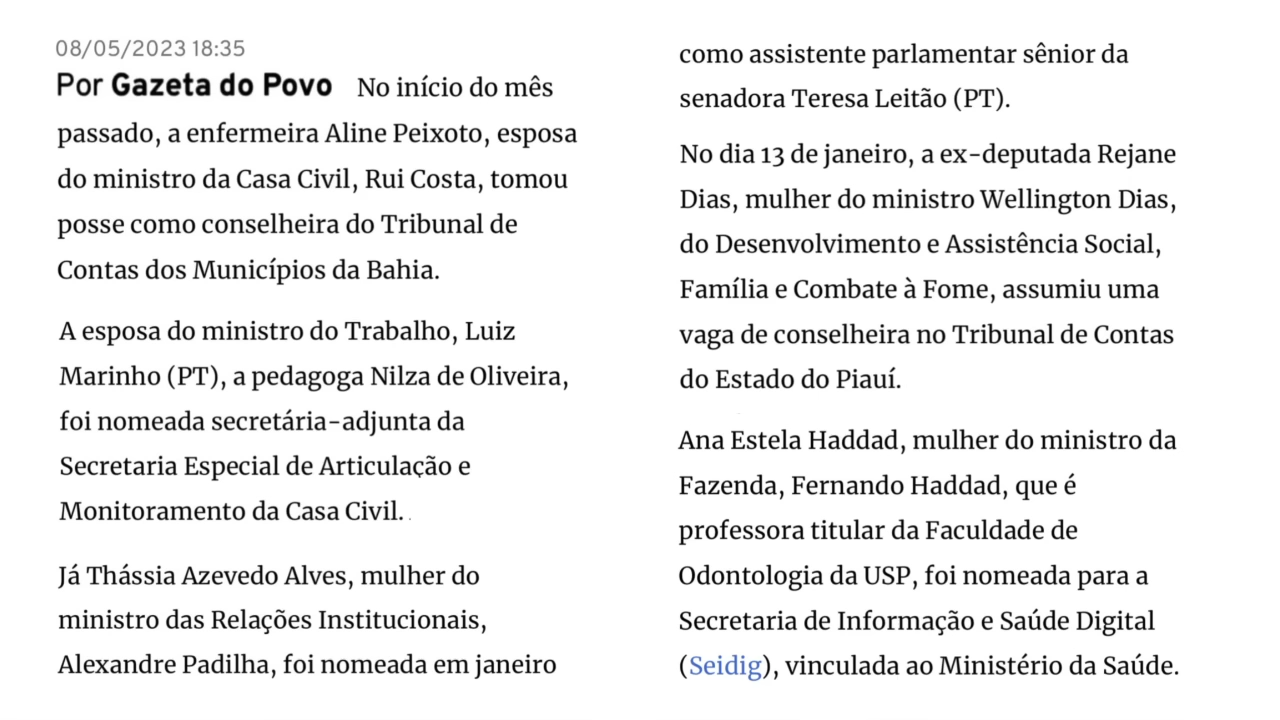 08/05/2023 18:35
Por Gazeta do Povo No início do mês
passado, a enfermeira Aline Peixoto, esposa
do ministro da Casa Civil, Rui Costa, tomou
posse como conselheira do Tribunal de
Contas dos Municípios da Bahia.
A esposa do ministro do Trabalho, Luiz
Marinho (PT), a pedagoga Nilza de Oliveira,
foi nomeada secretária-adjunta da
Secretaria Especial de Articulação e
Monitoramento da Casa Civil.
Já Thássia Azevedo Alves, mulher do
ministro das Relações Institucionais,
Alexandre Padilha, foi nomeada em janeiro
como assistente parlamentar sênior da
senadora Teresa Leitão (PT).
No dia 13 de janeiro, a ex-deputada Rejane
Dias, mulher do ministro Wellington Dias,
do Desenvolvimento e Assistência Social,
Família e Combate à Fome, assumiu uma
vaga de conselheira no Tribunal de Contas
do Estado do Piauí.
Ana Estela Haddad, mulher do ministro da
Fazenda, Fernando Haddad, que é
professora titular da Faculdade de
Odontologia da USP, foi nomeada para a
Secretaria de Informação e Saúde Digital
(Seidig), vinculada ao Ministério da Saúde.